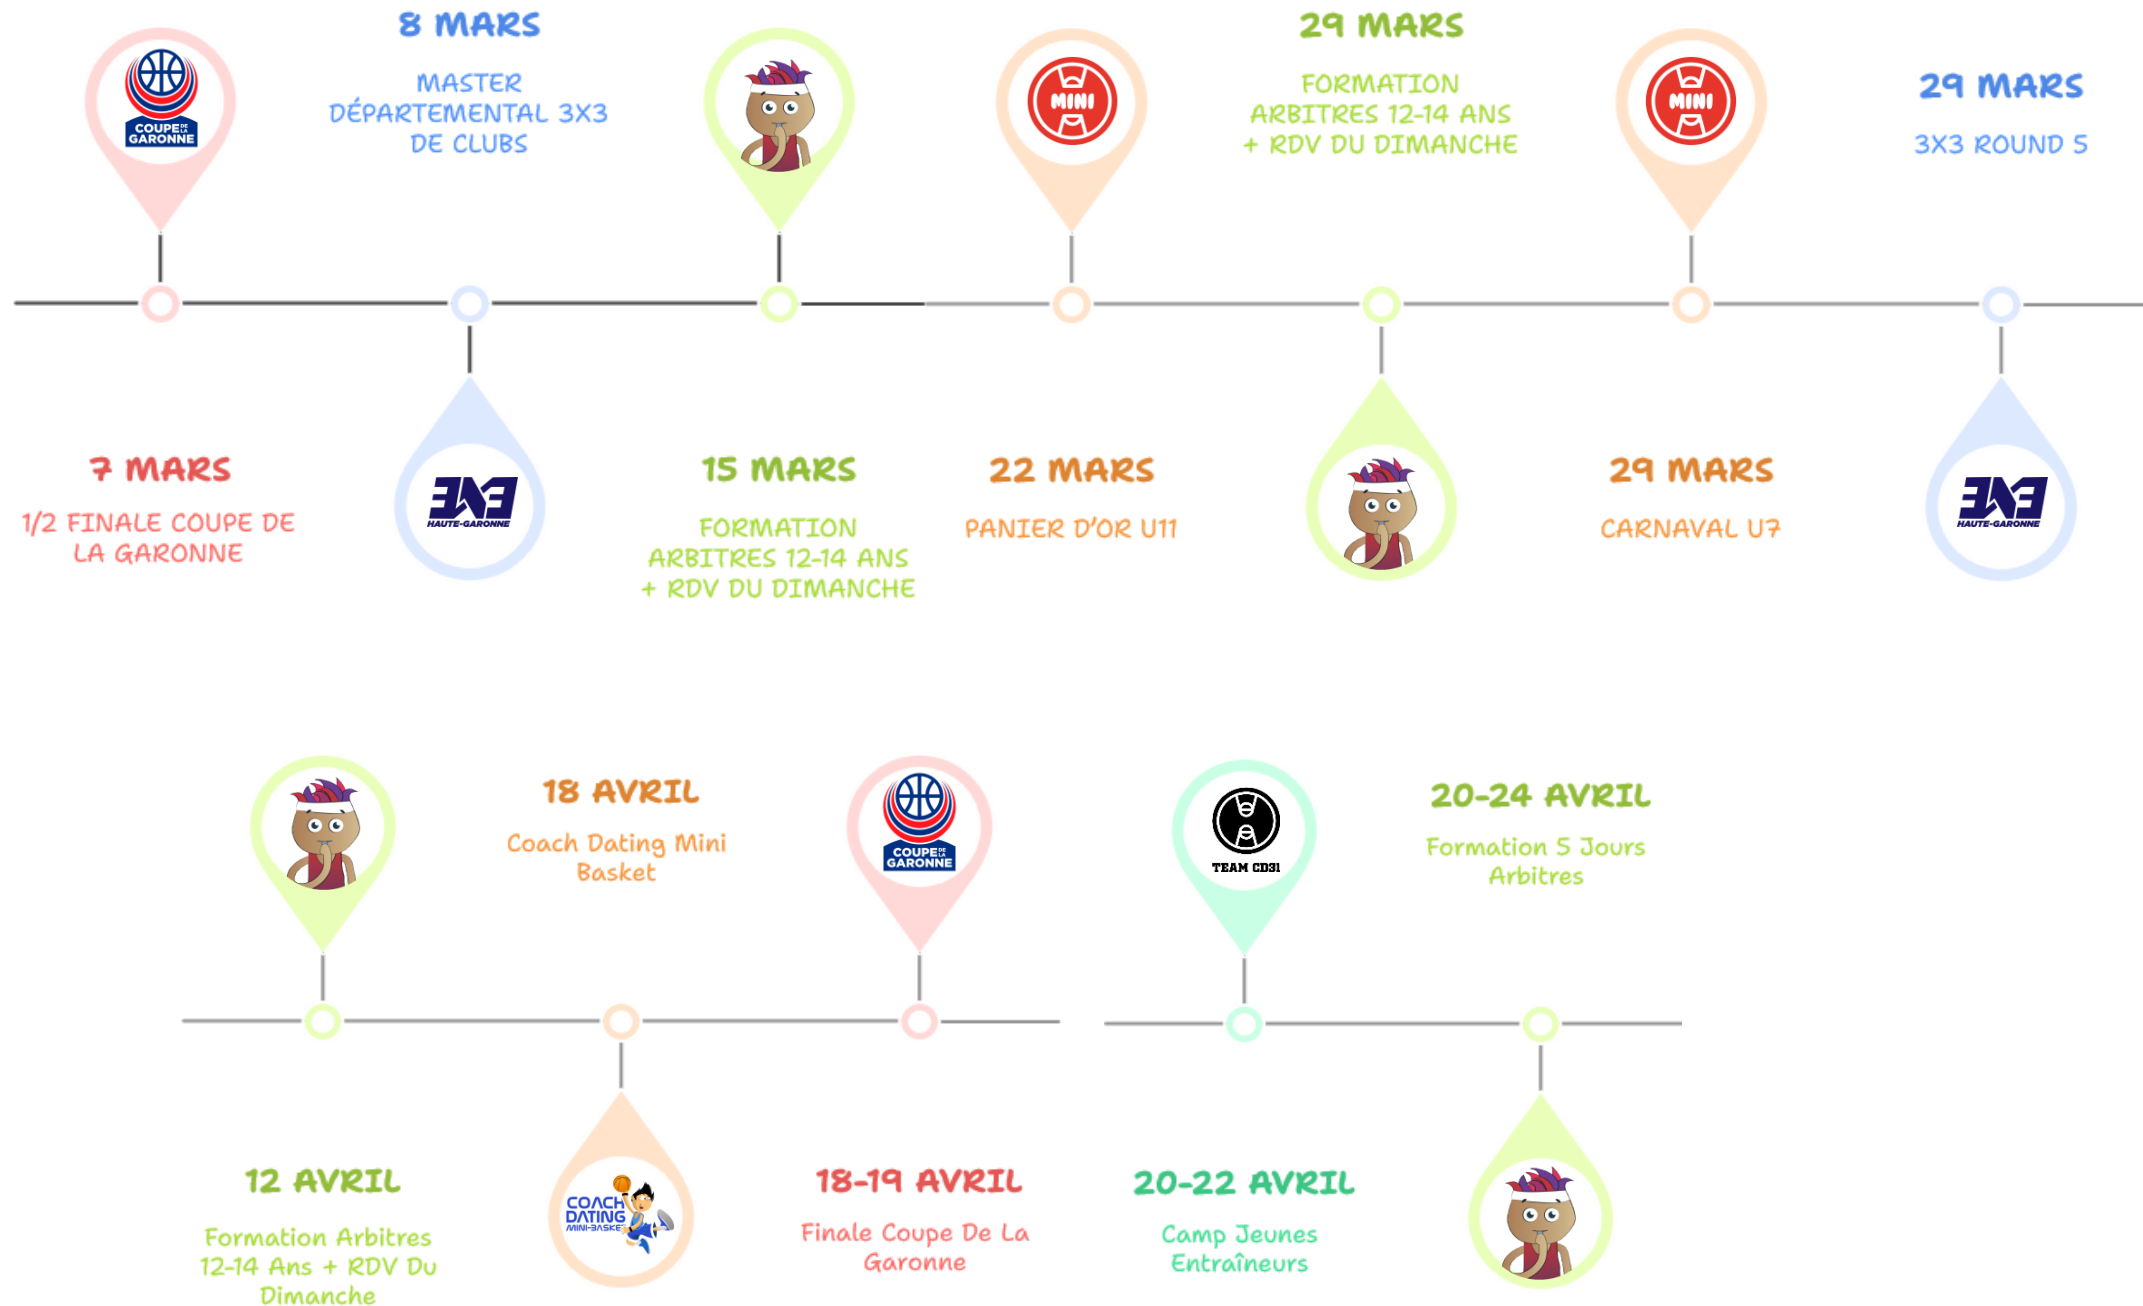 COUPE DE LA
GARONNE
7 MARS
1/2 FINALE COUPE DE
LA GARONNE
8 MARS
MASTER
DÉPARTEMENTAL 3X3
DE CLUBS
3X3
HAUTE-GARONNE
15 MARS
FORMATION
ARBITRES 12-14 ANS
+ RDV DU DIMANCHE
MINI
22 MARS
PANIER D'OR U11
29 MARS
FORMATION
ARBITRES 12-14 ANS
+ RDV DU DIMANCHE
MINI
29 MARS
CARNAVAL U7
29 MARS
3X3 ROUND 5
3X3
HAUTE-GARONNE
12 AVRIL
Formation Arbitres
12-14 Ans + RDV Du
Dimanche
18 AVRIL
Coach Dating Mini
Basket
COACH
DATING
MINI-BASKET
COUPE DE LA
GARONNE
18-19 AVRIL
Finale Coupe De La
Garonne
TEAM CD31
20-22 AVRIL
Camp Jeunes
Entraîneurs
20-24 AVRIL
Formation 5 Jours
Arbitres